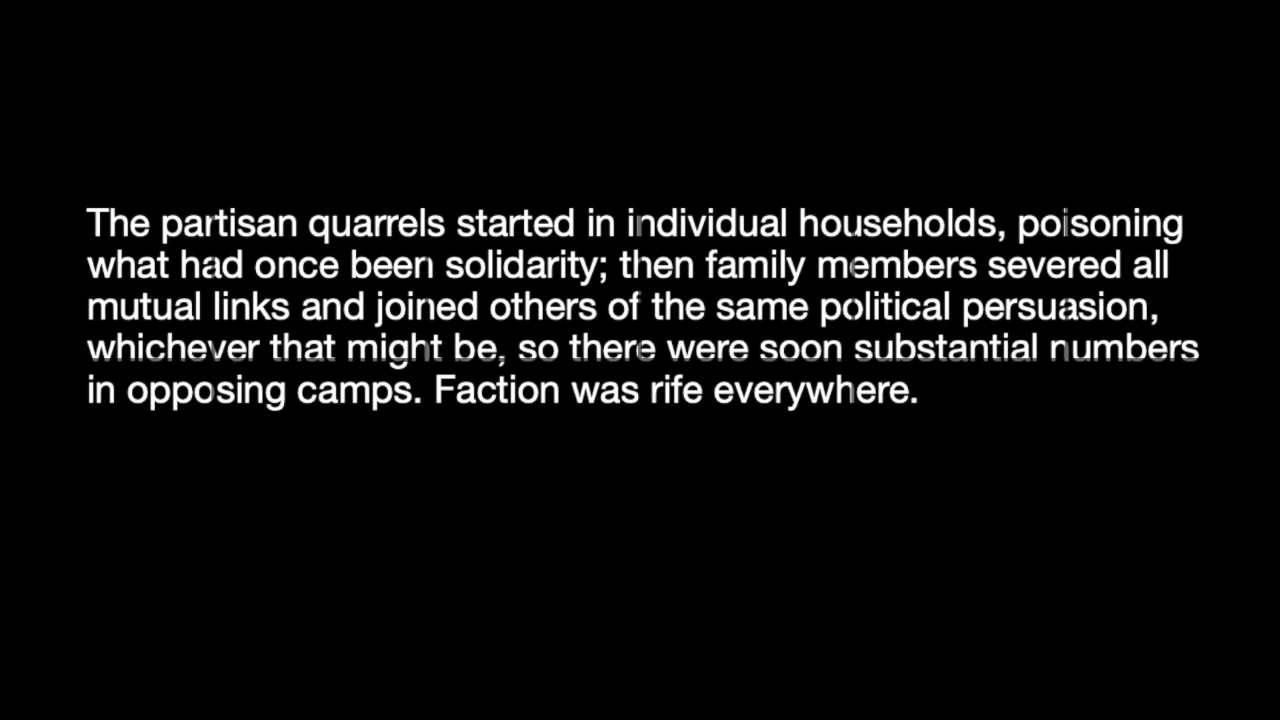 The partisan quarrels started in individual households, poisoning
what had once been solidarity; then family members severed all
mutual links and joined others of the same political persuasion,
whichever that might be, so there were soon substantial numbers
in opposing camps. Faction was rife everywhere.